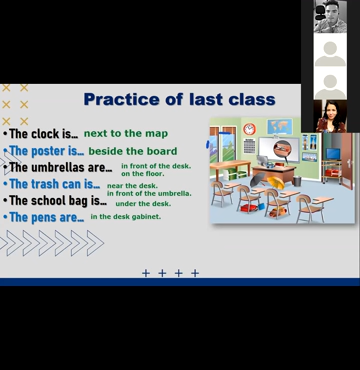 Practice of last class
•The clock is... next to the map
•The poster is... beside the board
•The umbrellas are... in front of the desk.
on the floor.
•The trash can is... near the desk.
in front of the umbrella.
•The school bag is... under the desk.
•The pens are... in the desk gabinet.